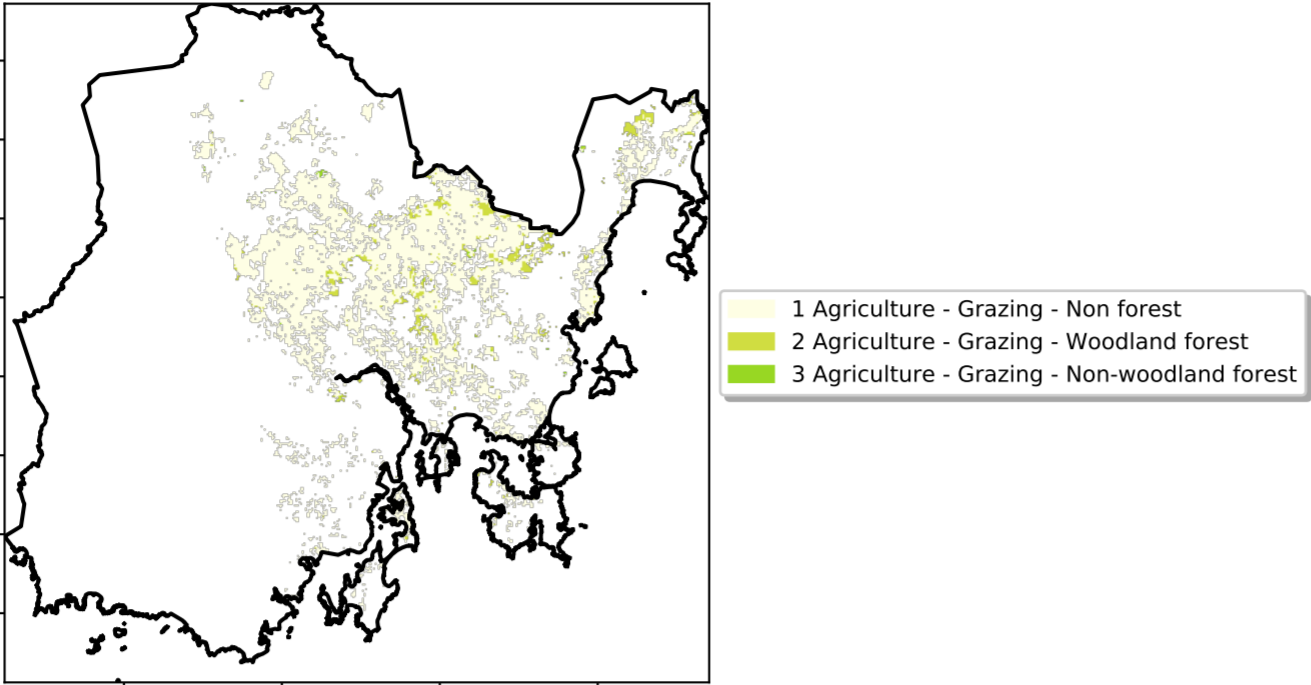 1 Agriculture - Grazing - Non forest
2 Agriculture - Grazing - Woodland forest
3 Agriculture - Grazing - Non-woodland forest